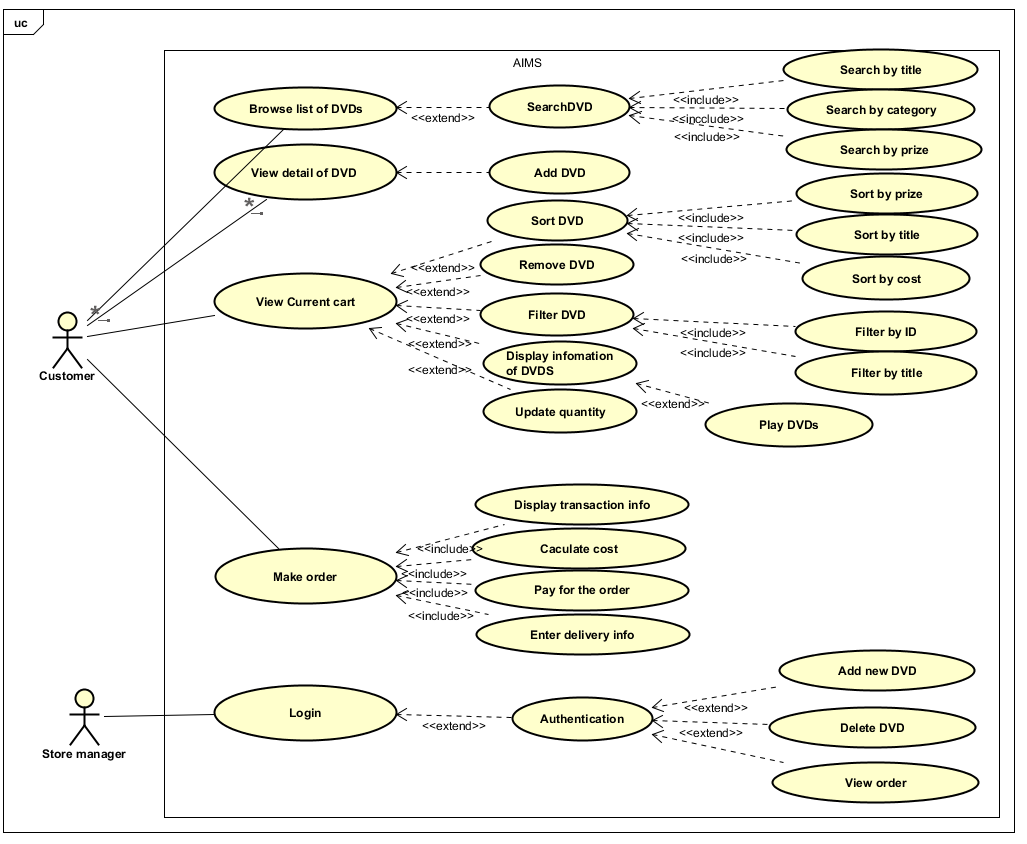 uc
AIMS
Search by title
Browse list of DVDs
SearchDVD
<<include>>
Search by category
<<extend>>
<<incclude>>
<<include>>
Search by prize
View detail of DVD
Add DVD
Sort by prize
Sort DVD
<<include>>
Sort by title
<<include>>
<<include>>
Remove DVD
<<extend>>
Sort by cost
<<extend>>
View Current cart
Filter DVD
<<extend>>
<<include>>
Filter by ID
<<extend>>
<<include>>
Display infomation
of DVDS
Filter by title
<<extend>>
Customer
<<extend>>
Update quantity
Play DVDs
Display transaction info
<<include>>
Caculate cost
Make order
<<include>>
Pay for the order
<<include>>
<<include>>
Enter delivery info
Add new DVD
<<extend>>
Login
Authentication
<<extend>>
Delete DVD
<<extend>>
Store manager
View order